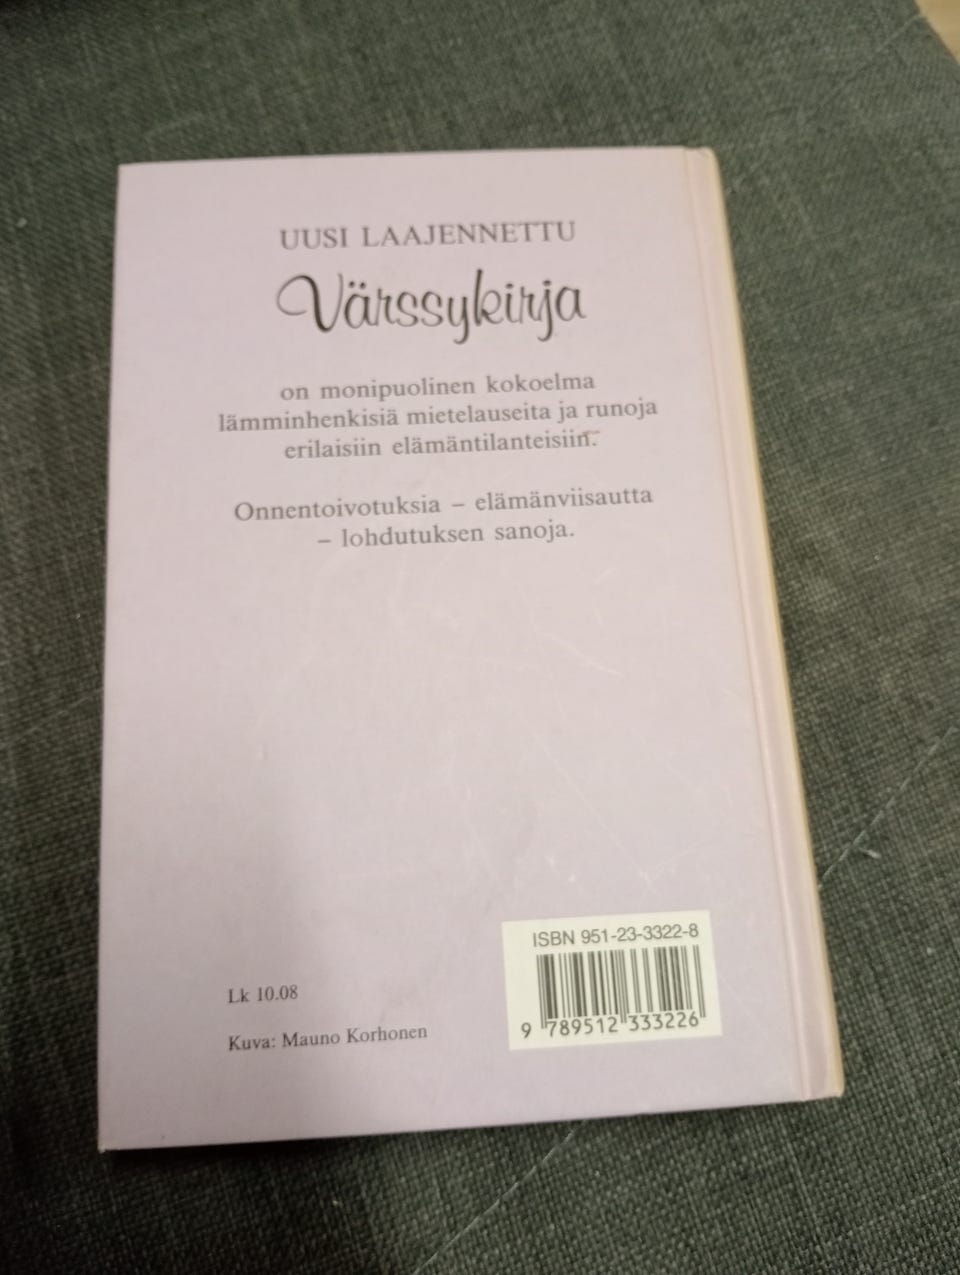 UUSI LAAJENNETTU
Värssykirja
on monipuolinen kokoelma
lämminhenkisiä mietelauseita ja runoja
erilaisiin elämäntilanteisiin.
Onnentoivotuksia – elämänviisautta
– lohdutuksen sanoja.
ISBN 951-23-3322-8
9 789512 333226
Lk 10.08
Kuva: Mauno Korhonen